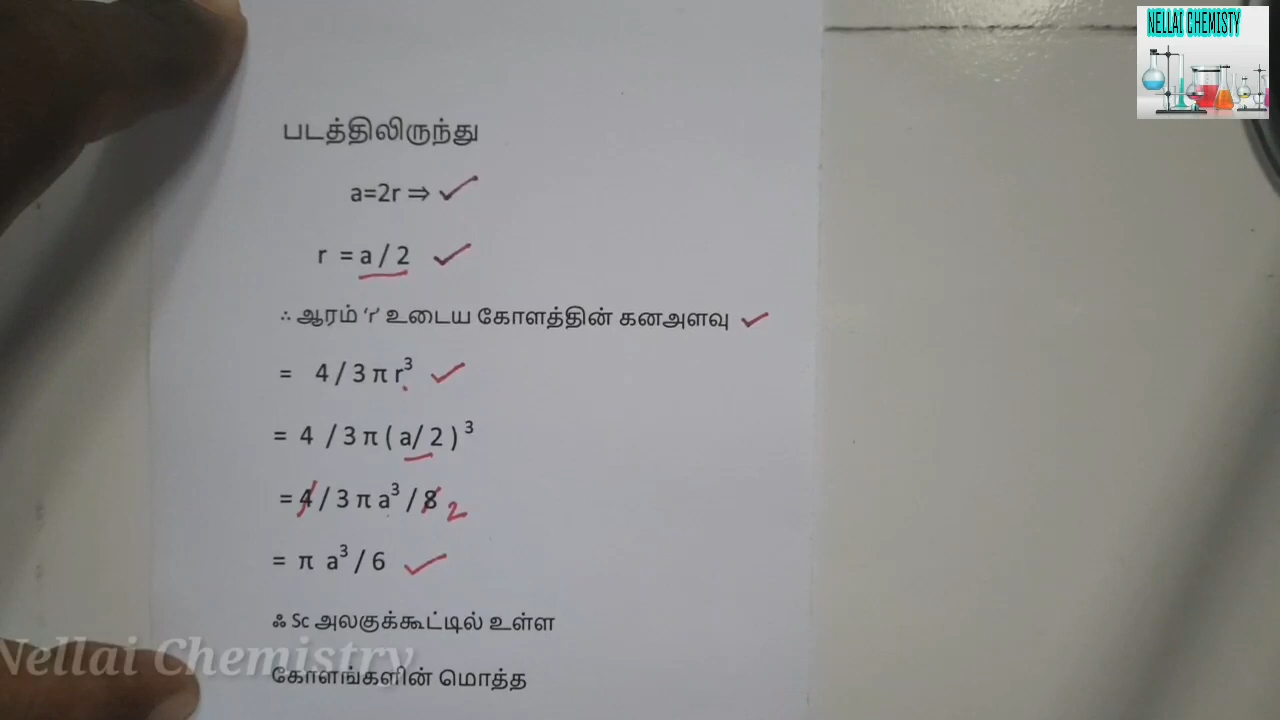 NELLAI CHEMISTY
படத்திலிருந்து
a=2r ⇒ ✓
r = a / 2 ✓
∴ ஆரம் ‘r’ உடைய கோளத்தின் கனஅளவு ✓
= 4 / 3 π r³ ✓
= 4 / 3 π ( a/ 2 ) ³
= 4 / 3 π a³ / 8 2
= π a³ / 6 ✓
ஃ Sc அலகுக்கூட்டில் உள்ள
Nellai Chemistry
கோளங்களின் மொத்த